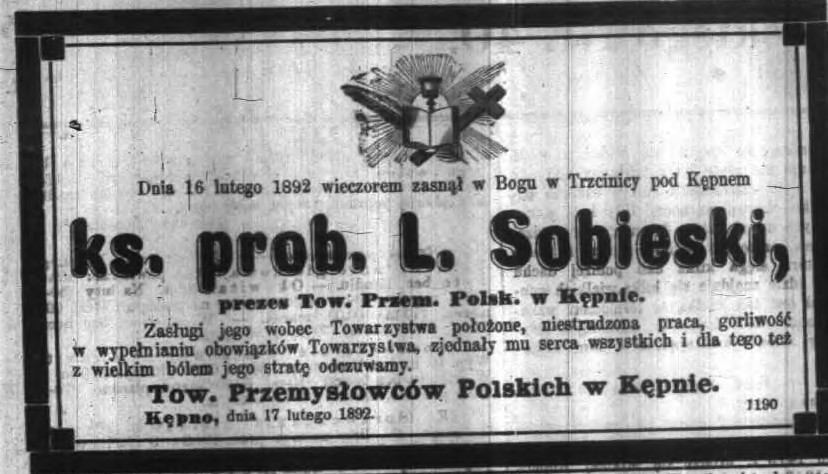 Dnia 16 lutego 1892 wieczorem zasnął w Bogu w Trzcinicy pod Kępnem
ks. prob. L. Sobieski,
prezes Tow. Przem. Polsk. w Kępnie.
Zasługi jego wobec Towarzystwa położone, niestrudzona praca, gorliwość
w wypełnianiu obowiązków Towarzystwa, zjednały mu serca wszystkich i dla tego też
z wielkim bólem jego stratę odczuwamy.
Tow. Przemysłowców Polskich w Kępnie.
Kępno, dnia 17 lutego 1892.
1190